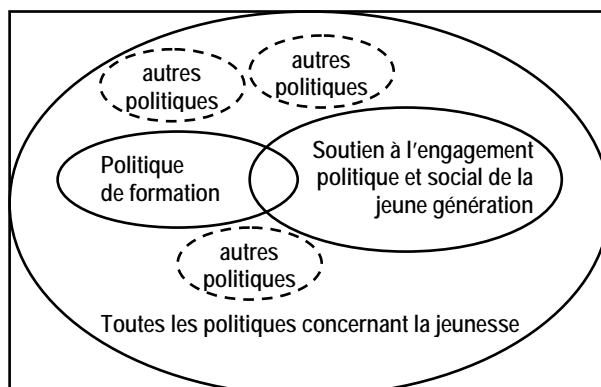 autres
politiques
autres
politiques
Politique
de formation
Soutien à l'engagement
politique et social de la
jeune génération
autres
politiques
Toutes les politiques concernant la jeunesse